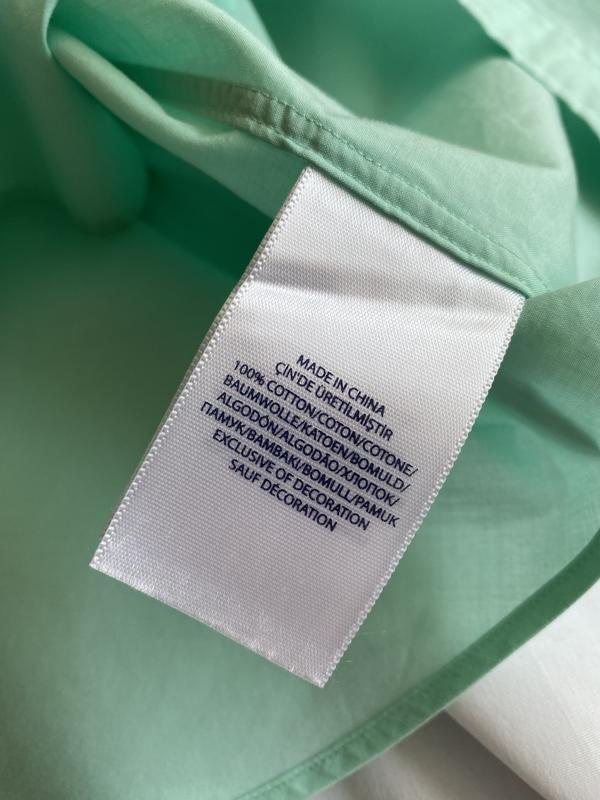 MADE IN CHINA
ÇİN'DE ÜRETİLMİŞTİR
100% COTTON/COTON/COTONE/
BAUMWOLLE/KATOEN/BOMULD/
ALGODÓN/ALGODÃO/ХЛОПОК/
ПАМУК/BAMBAKI/BOMULL/PAMUK
EXCLUSIVE OF DECORATION
SAUF DÉCORATION